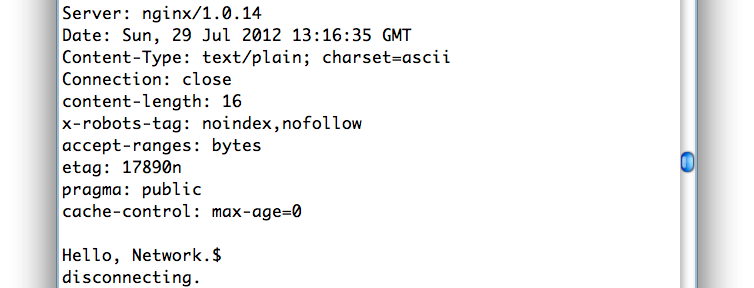 Server: nginx/1.0.14
Date: Sun, 29 Jul 2012 13:16:35 GMT
Content-Type: text/plain; charset=ascii
Connection: close
content-length: 16
x-robots-tag: noindex,nofollow
accept-ranges: bytes
etag: 17890n
pragma: public
cache-control: max-age=0
Hello, Network.$
disconnecting.